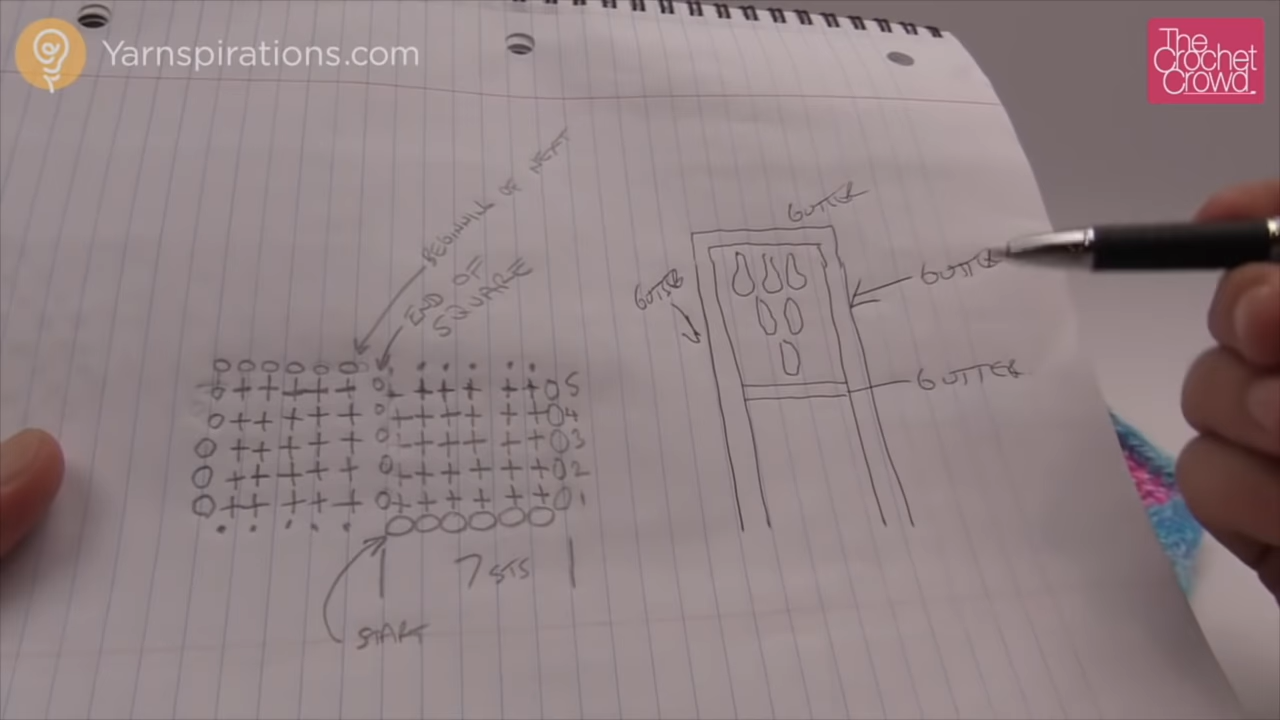 Yarnspirations.com
The
Crochet
Crowd
BEGINNING OF NEXT
END OF
SQUARE
5
4
3
2
1
7 STS
START
GUTTER
GUTTER
GUTTER
GUTTER